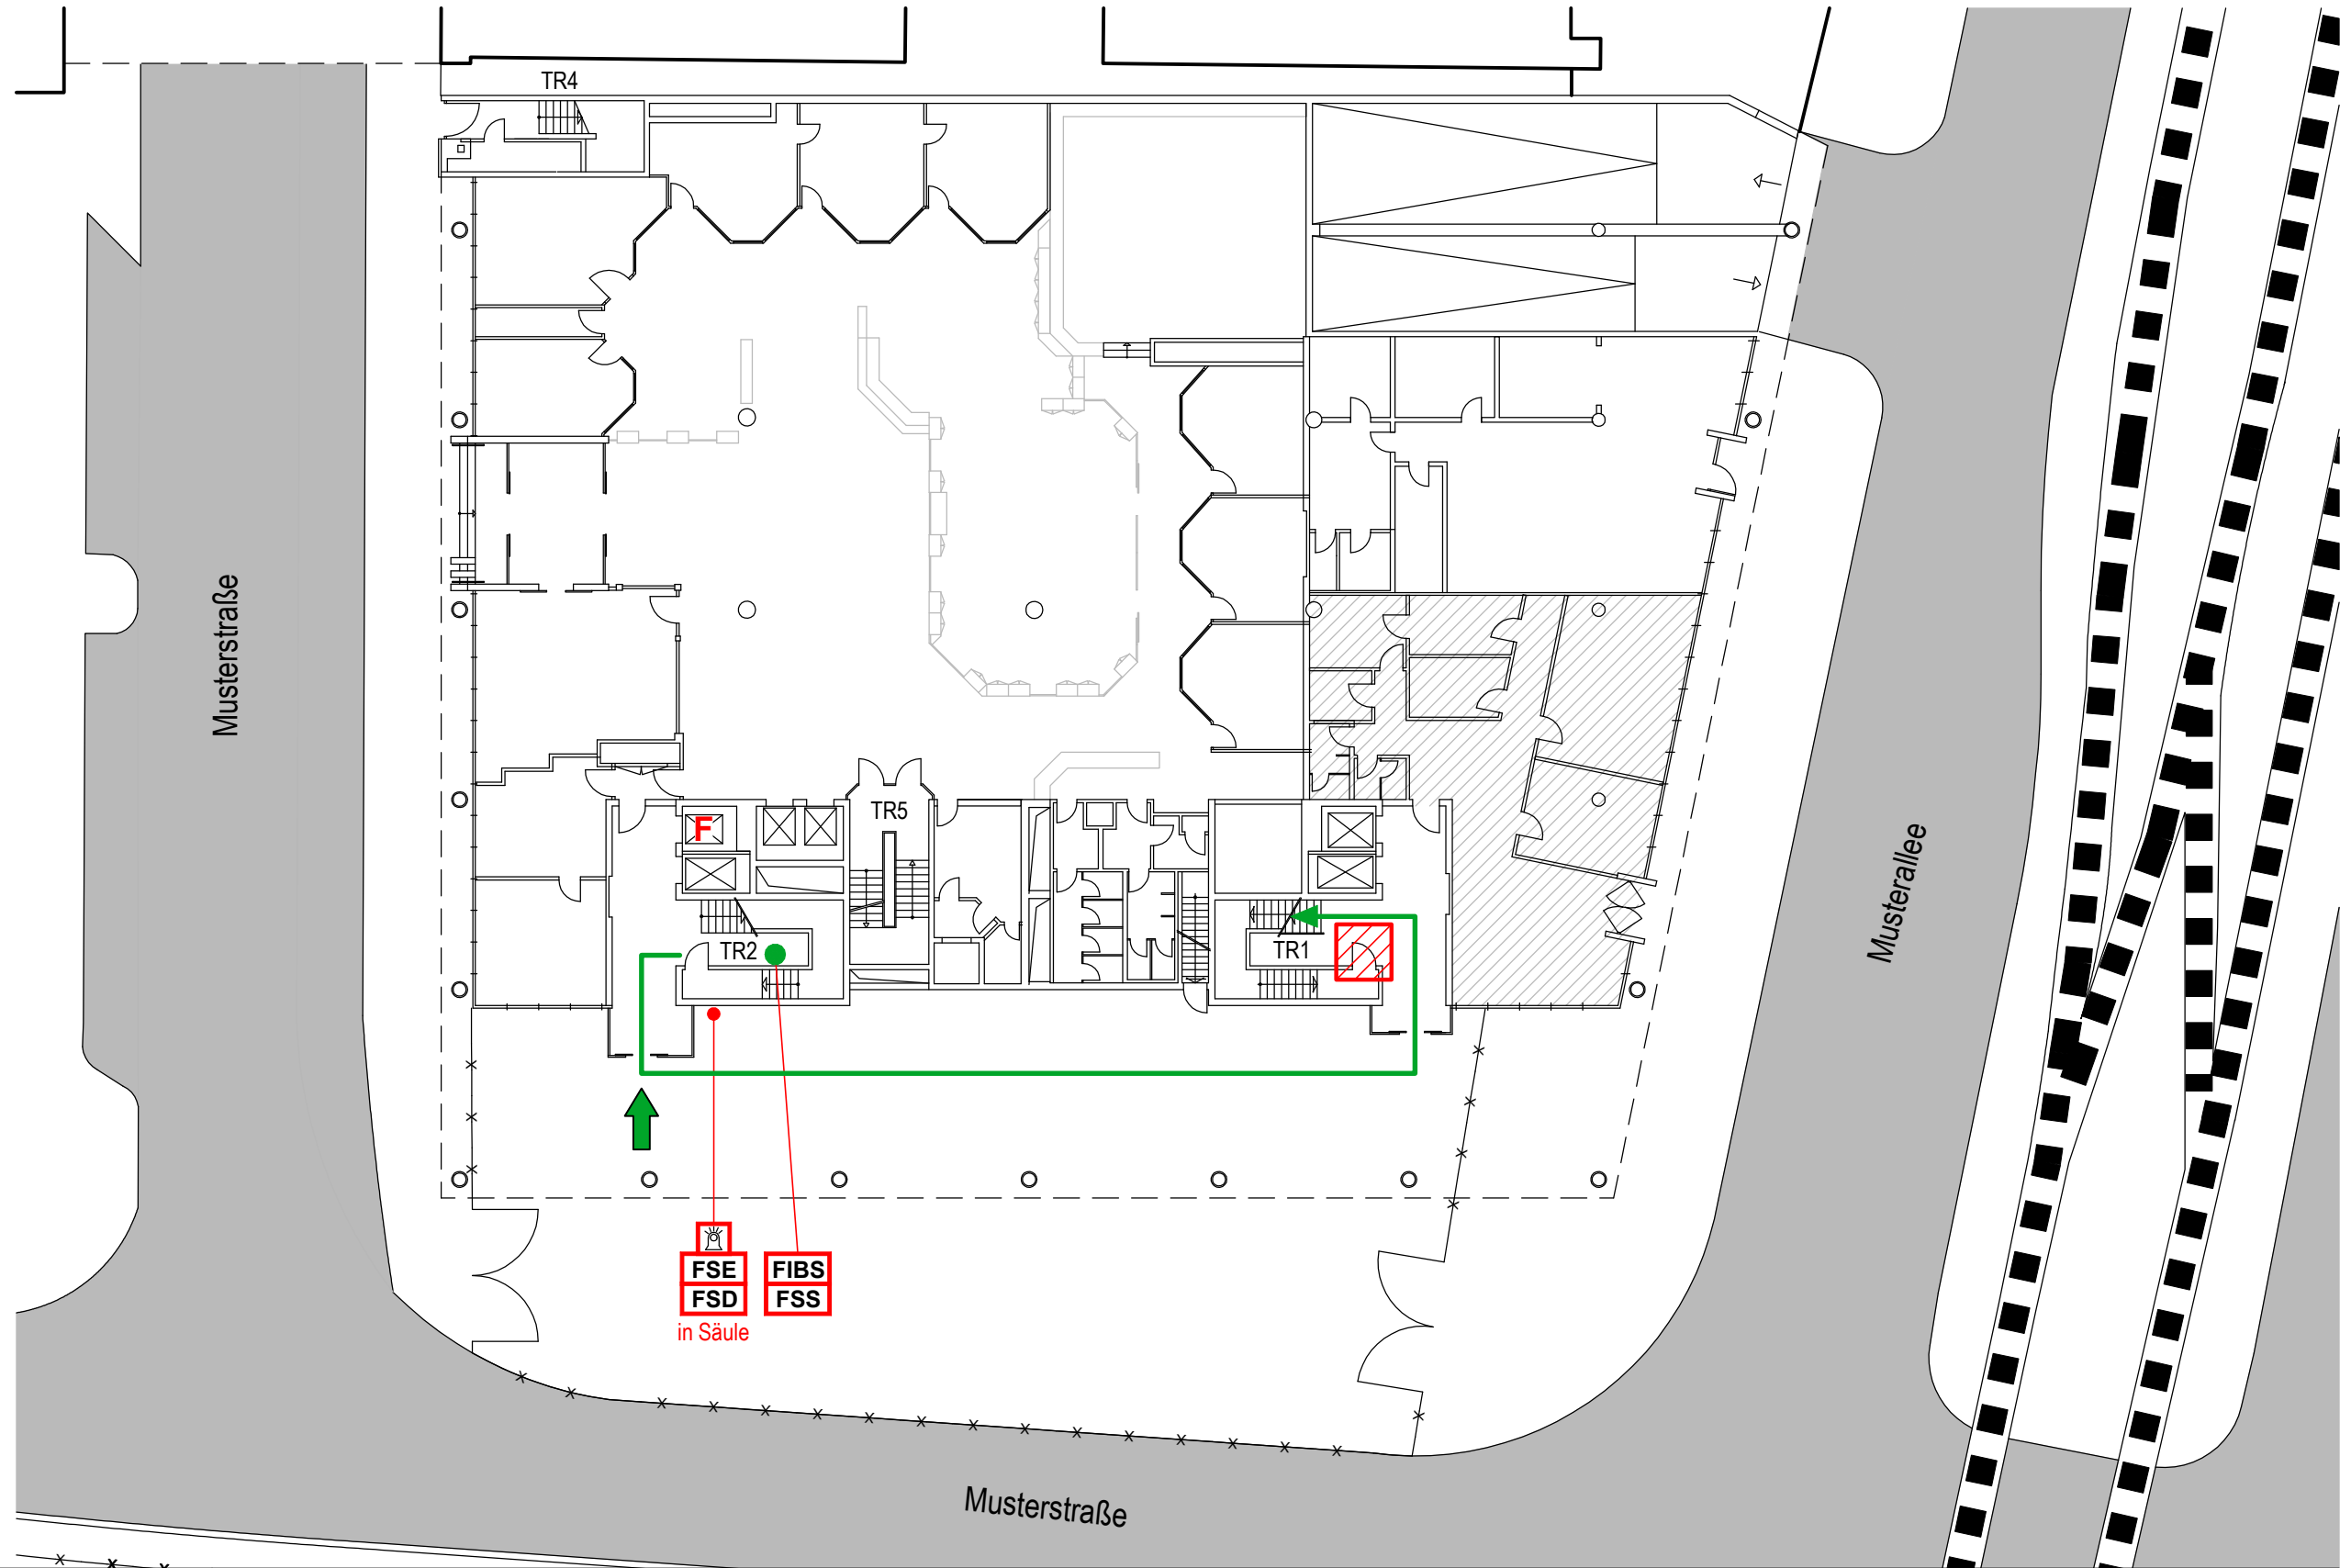 TR4
Musterstraße
TR5
F
TR2
TR1
Musterallee
FSE
FIBS
FSD
FSS
in Säule
Musterstraße